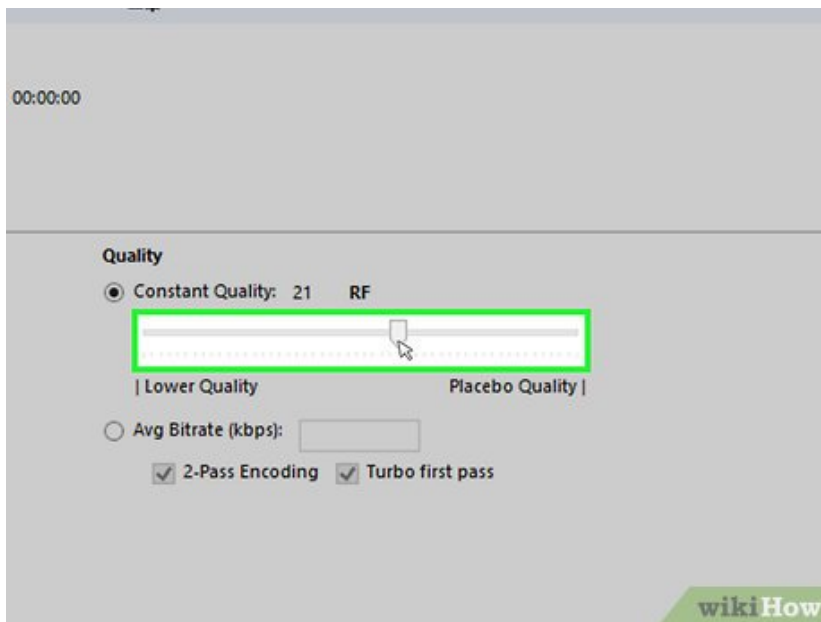 00:00:00
Quality
Constant Quality: 21 RF
| Lower Quality Placebo Quality |
Avg Bitrate (kbps):
2-Pass Encoding Turbo first pass
wikiHow